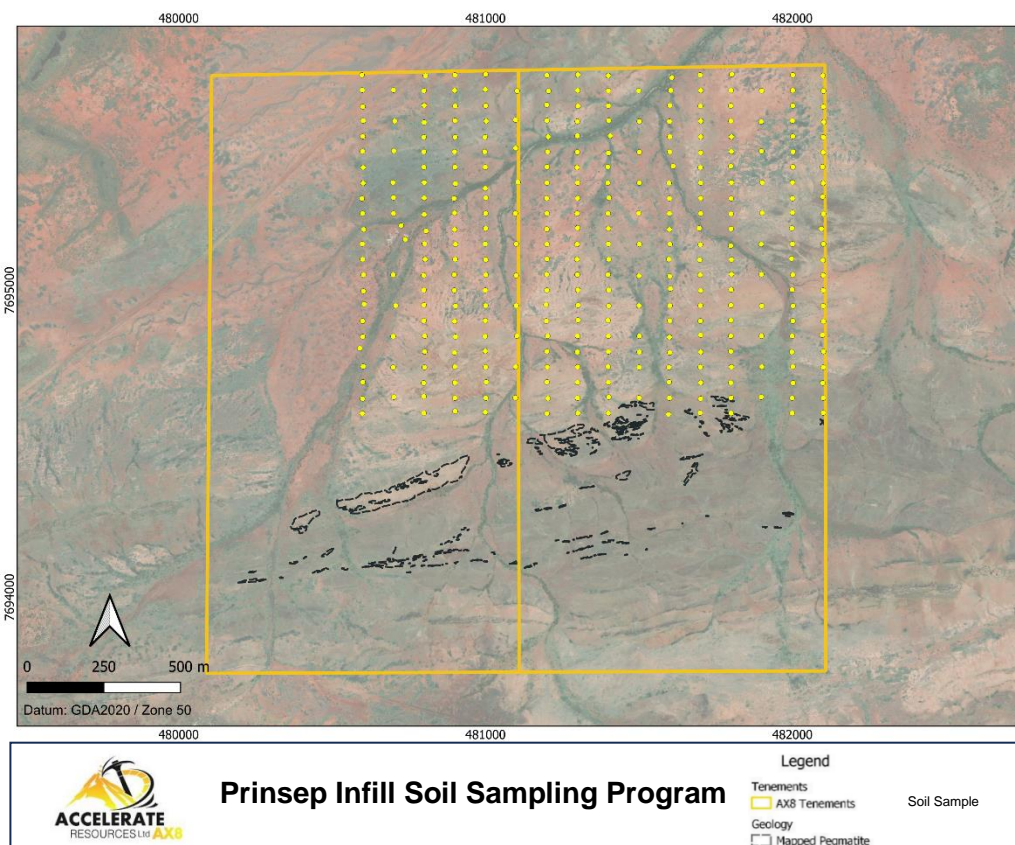 480000 481000 482000
7695000
7694000
0 250 500 m
Datum: GDA2020 / Zone 50
480000 481000 482000
ACCELERATE
RESOURCES Ltd AX8
Prinsep Infill Soil Sampling Program
Legend
Tenements
AX8 Tenements
Geology
Mapped Pegmatite
Soil Sample